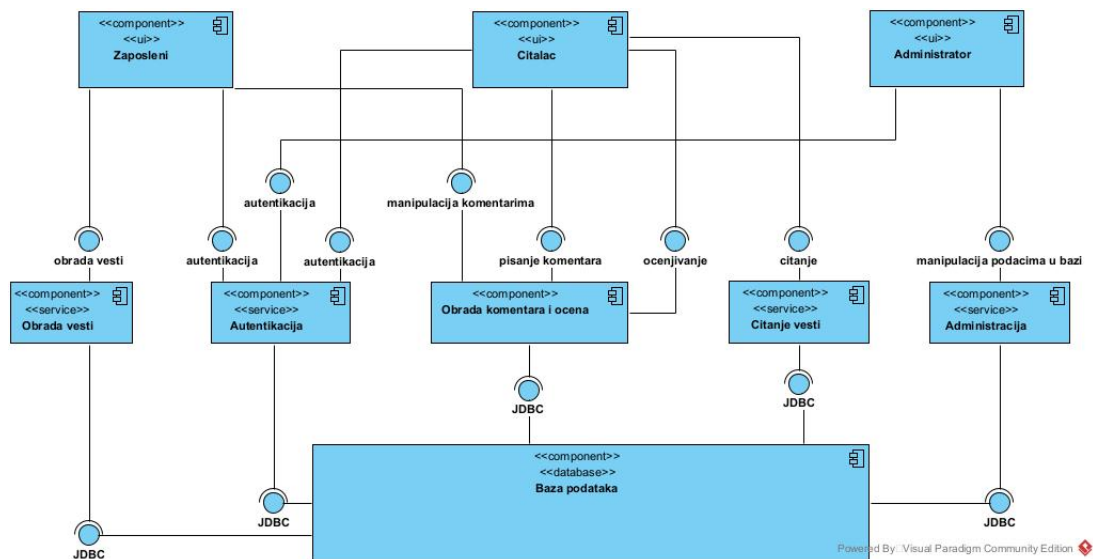 <<component>>
<<ui>>
Zaposleni
<<component>>
<<ui>>
Citalac
<<component>>
<<ui>>
Administrator
autentikacija
manipulacija komentarima
obrada vesti
autentikacija
autentikacija
pisanje komentara
ocenjivanje
citanje
manipulacija podacima u bazi
<<component>>
<<service>>
Obrada vesti
<<component>>
<<service>>
Autentikacija
<<component>>
Obrada komentara i ocena
<<component>>
<<service>>
Citanje vesti
<<component>>
<<service>>
Administracija
JDBC
JDBC
<<component>>
<<database>>
Baza podataka
JDBC
JDBC
JDBC
Powered By Visual Paradigm Community Edition